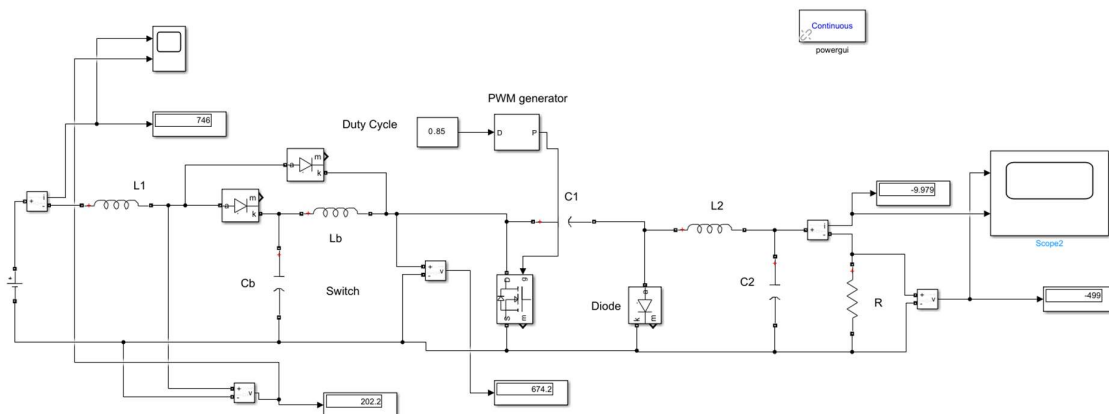 Continuous
powergui
PWM generator
746
Duty Cycle
0.85
D
P
m
a
k
C1
L1
m
a
k
L2
-9.979
+
i
-
Lb
+
i
-
Scope2
+
Cb
Switch
+
v
-
D
g
S
m
C2
Diode
a
k
m
R
+
v
-
-499
+
v
-
202.2
674.2